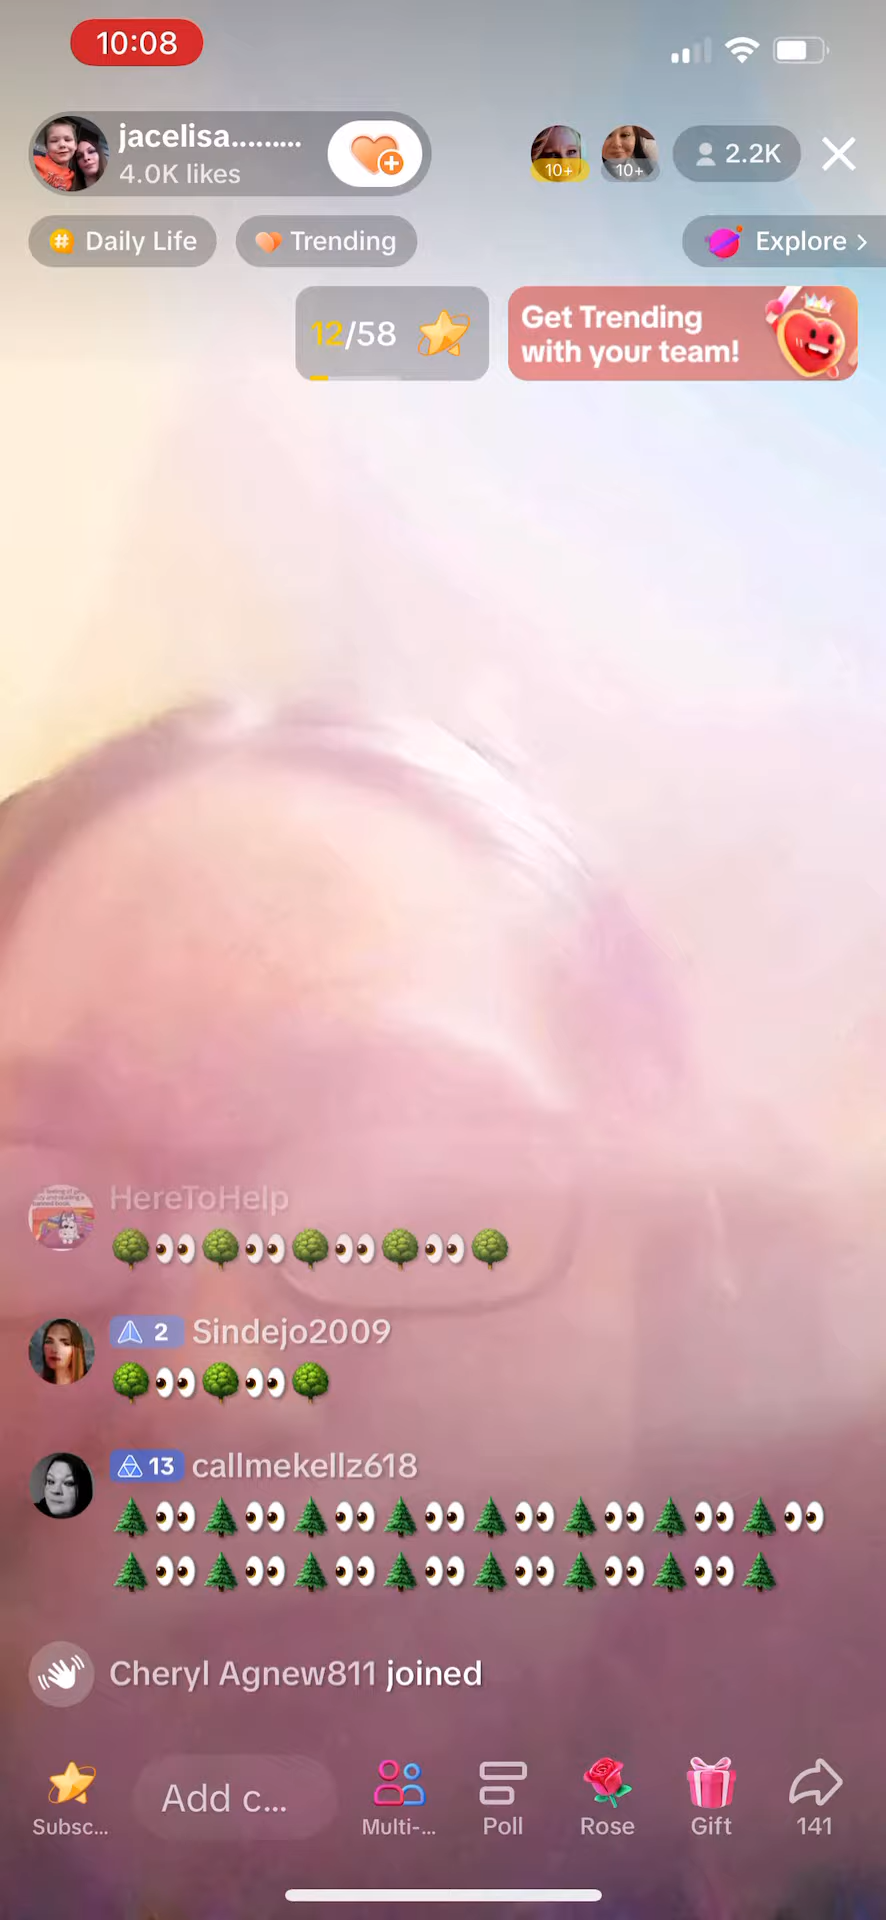 10:08
jacelisa.........
4.0K likes
10+
10+
2.2K
Daily Life
Trending
Explore >
12/58
Get Trending
with your team!
HereToHelp
🌳👀🌳👀🌳👀🌳👀🌳
2 Sindejo2009
🌳👀🌳👀🌳
13 callmekellz618
🌲👀🌲👀🌲👀🌲👀🌲👀🌲👀🌲👀🌲👀
🌲👀🌲👀🌲👀🌲👀🌲👀🌲👀🌲👀🌲
Cheryl Agnew811 joined
Subsc...
Add c...
Multi-...
Poll
Rose
Gift
141